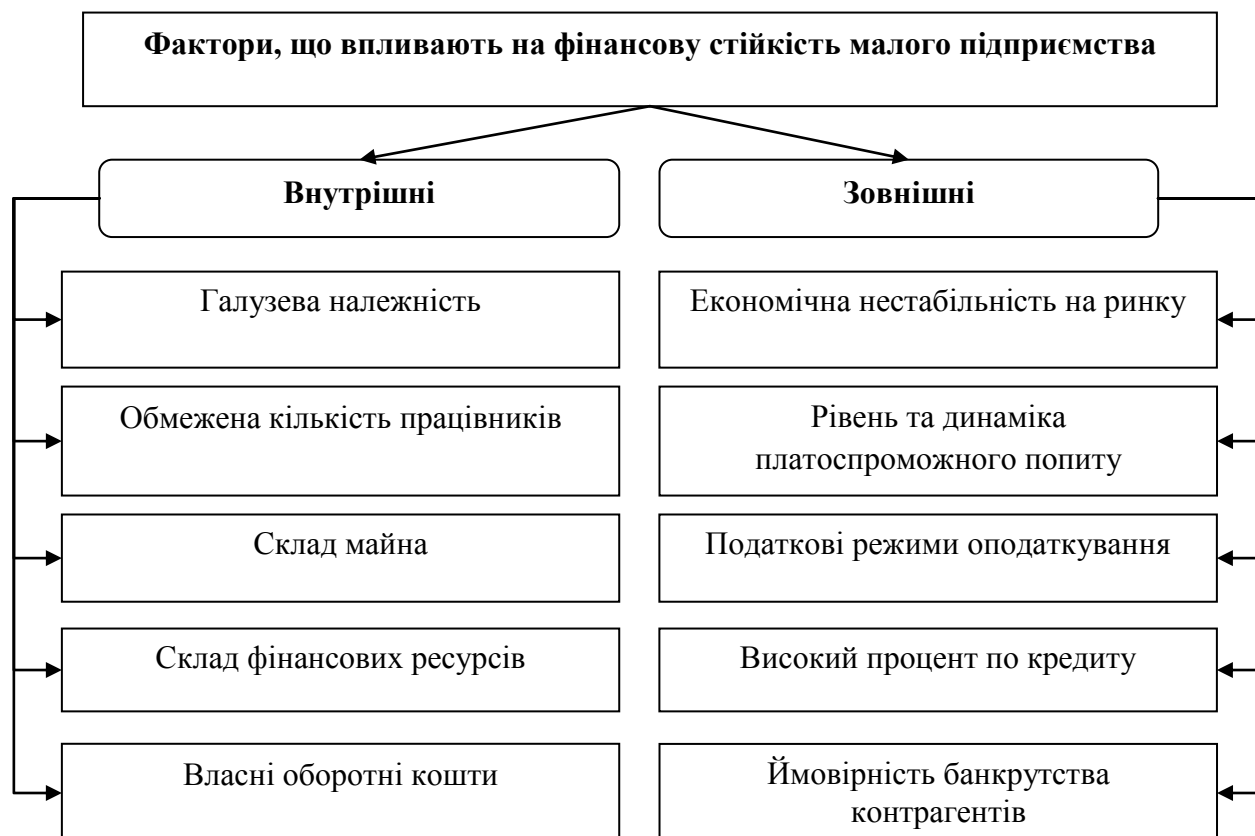 Фактори, що впливають на фінансову стійкість малого підприємства
Внутрішні
Зовнішні
Галузева належність
Економічна нестабільність на ринку
Обмежена кількість працівників
Рівень та динаміка
платоспроможного попиту
Склад майна
Податкові режими оподаткування
Склад фінансових ресурсів
Високий процент по кредиту
Власні оборотні кошти
Ймовірність банкрутства
контрагентів